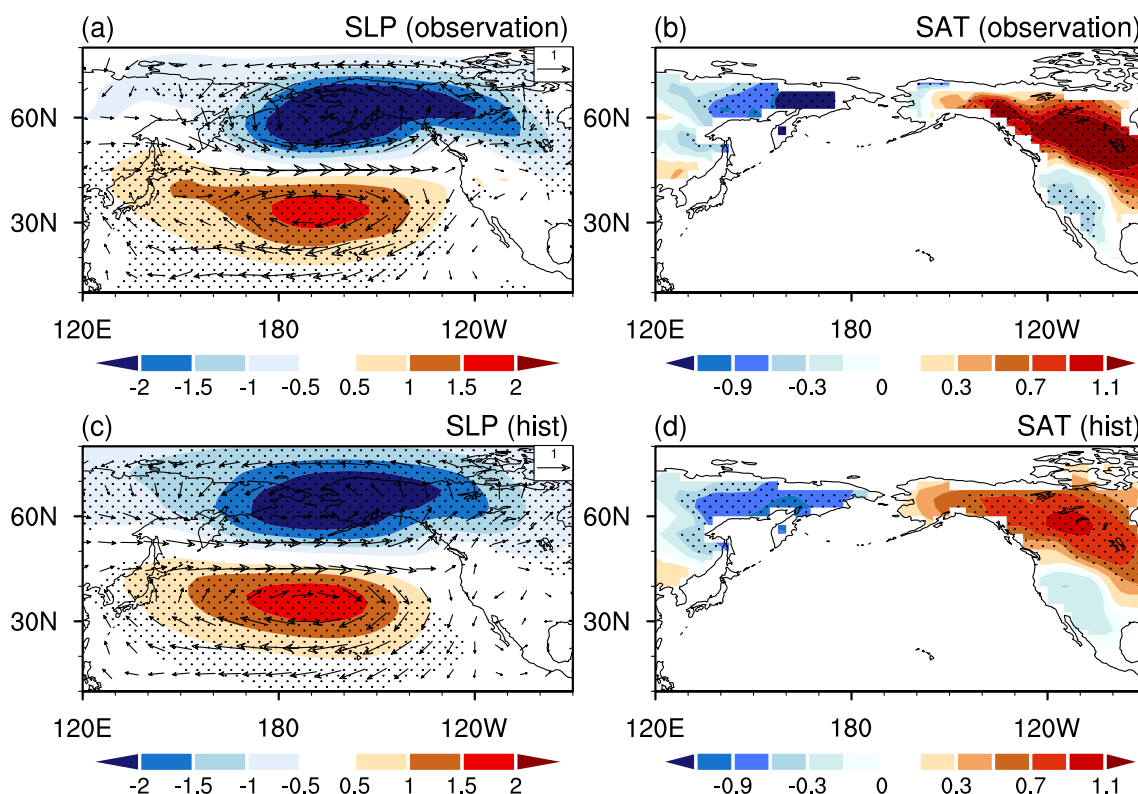 (a) SLP (observation)
1
60N
30N
120E 180 120W
-2 -1.5 -1 -0.5 0.5 1 1.5 2
(b) SAT (observation)
60N
30N
120E 180 120W
-0.9 -0.3 0 0.3 0.7 1.1
(c) SLP (hist)
1
60N
30N
120E 180 120W
-2 -1.5 -1 -0.5 0.5 1 1.5 2
(d) SAT (hist)
60N
30N
120E 180 120W
-0.9 -0.3 0 0.3 0.7 1.1